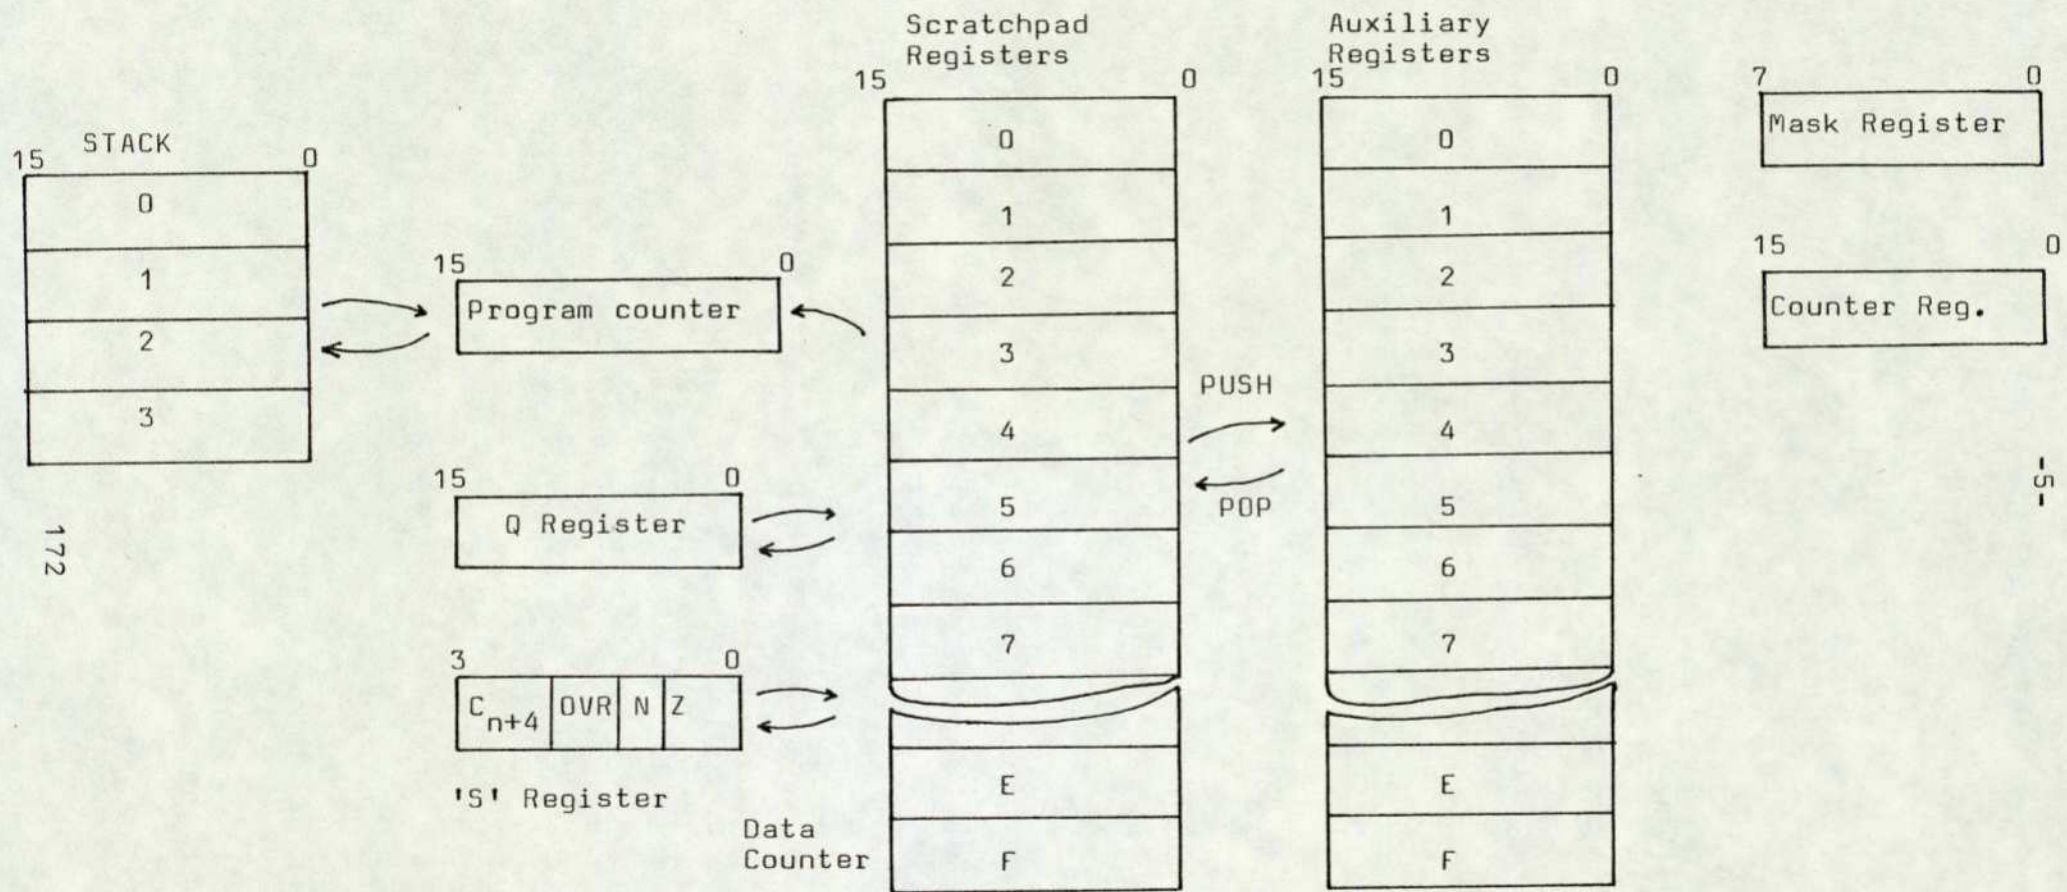 STACK
15 0
0
1
2
3
172
15 0
Program counter
15 0
Q Register
3 0
Cn+4 OVR N Z
'S' Register
Data
Counter
Scratchpad
Registers
15 0
0
1
2
3
4
5
6
7
E
F
PUSH
POP
Auxiliary
Registers
15 0
0
1
2
3
4
5
6
7
E
F
7 0
Mask Register
15 0
Counter Reg.
-5-